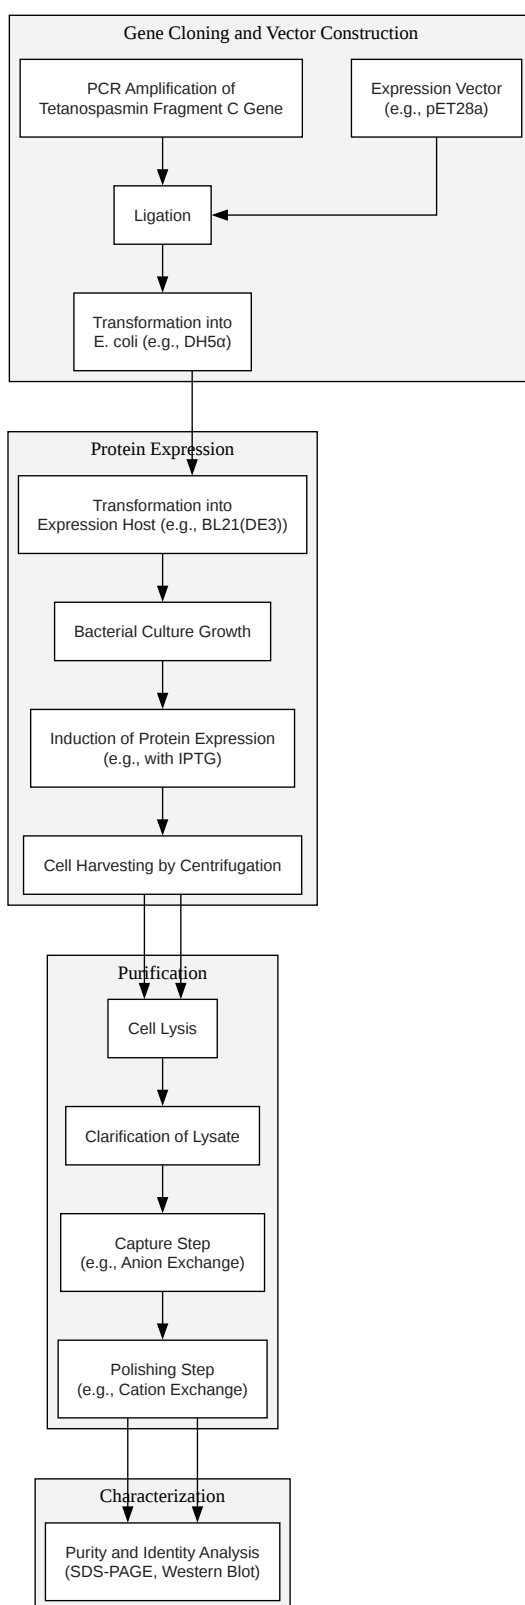 Gene Cloning and Vector Construction
PCR Amplification of
Tetanospasmin Fragment C Gene
Expression Vector
(e.g., pET28a)
Ligation
Transformation into
E. coli (e.g., DH5α)
Protein Expression
Transformation into
Expression Host (e.g., BL21(DE3))
Bacterial Culture Growth
Induction of Protein Expression
(e.g., with IPTG)
Cell Harvesting by Centrifugation
Purification
Cell Lysis
Clarification of Lysate
Capture Step
(e.g., Anion Exchange)
Polishing Step
(e.g., Cation Exchange)
Characterization
Purity and Identity Analysis
(SDS-PAGE, Western Blot)